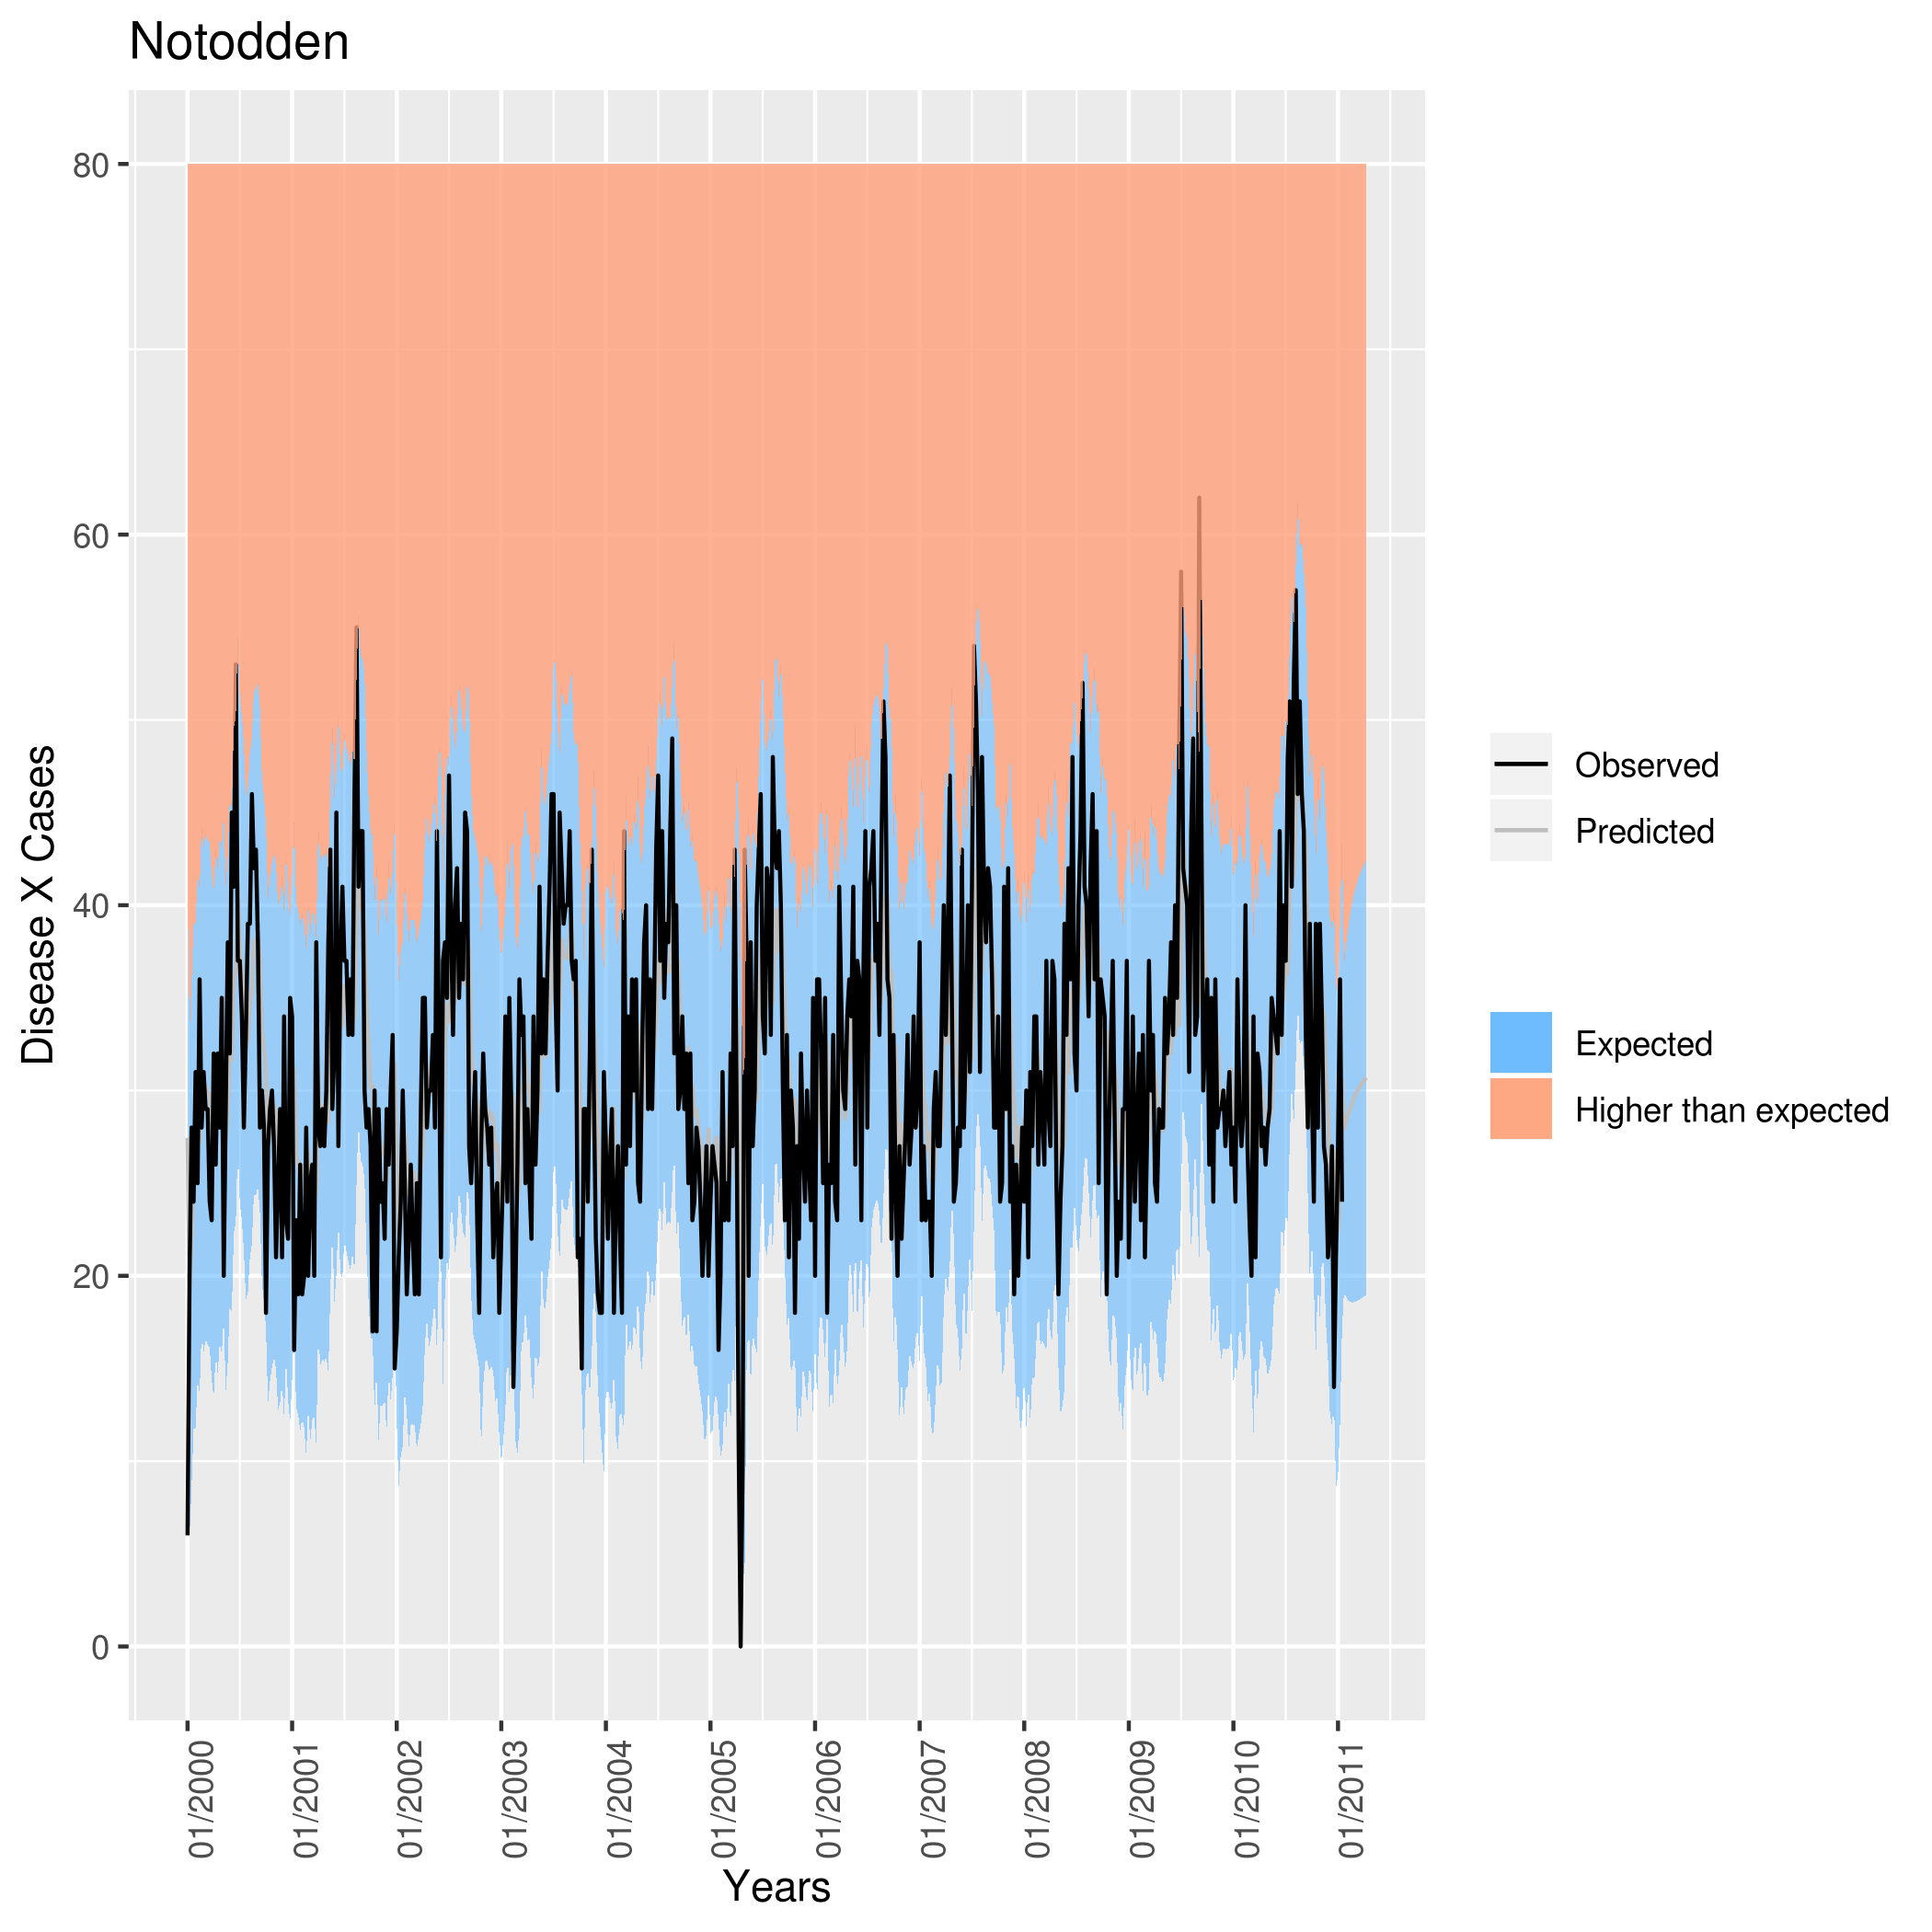 Notodden
Disease X Cases
80
60
40
20
0
01/2000
01/2001
01/2002
01/2003
01/2004
01/2005
01/2006
01/2007
01/2008
01/2009
01/2010
01/2011
Years
Observed
Predicted
Expected
Higher than expected